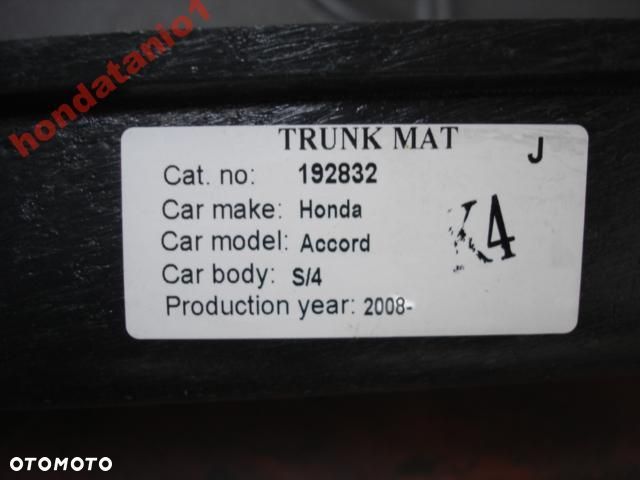 hondatanio1
TRUNK MAT
J
Cat. no: 192832
Car make: Honda
Car model: Accord
K4
Car body: S/4
Production year: 2008-
OTOMOTO